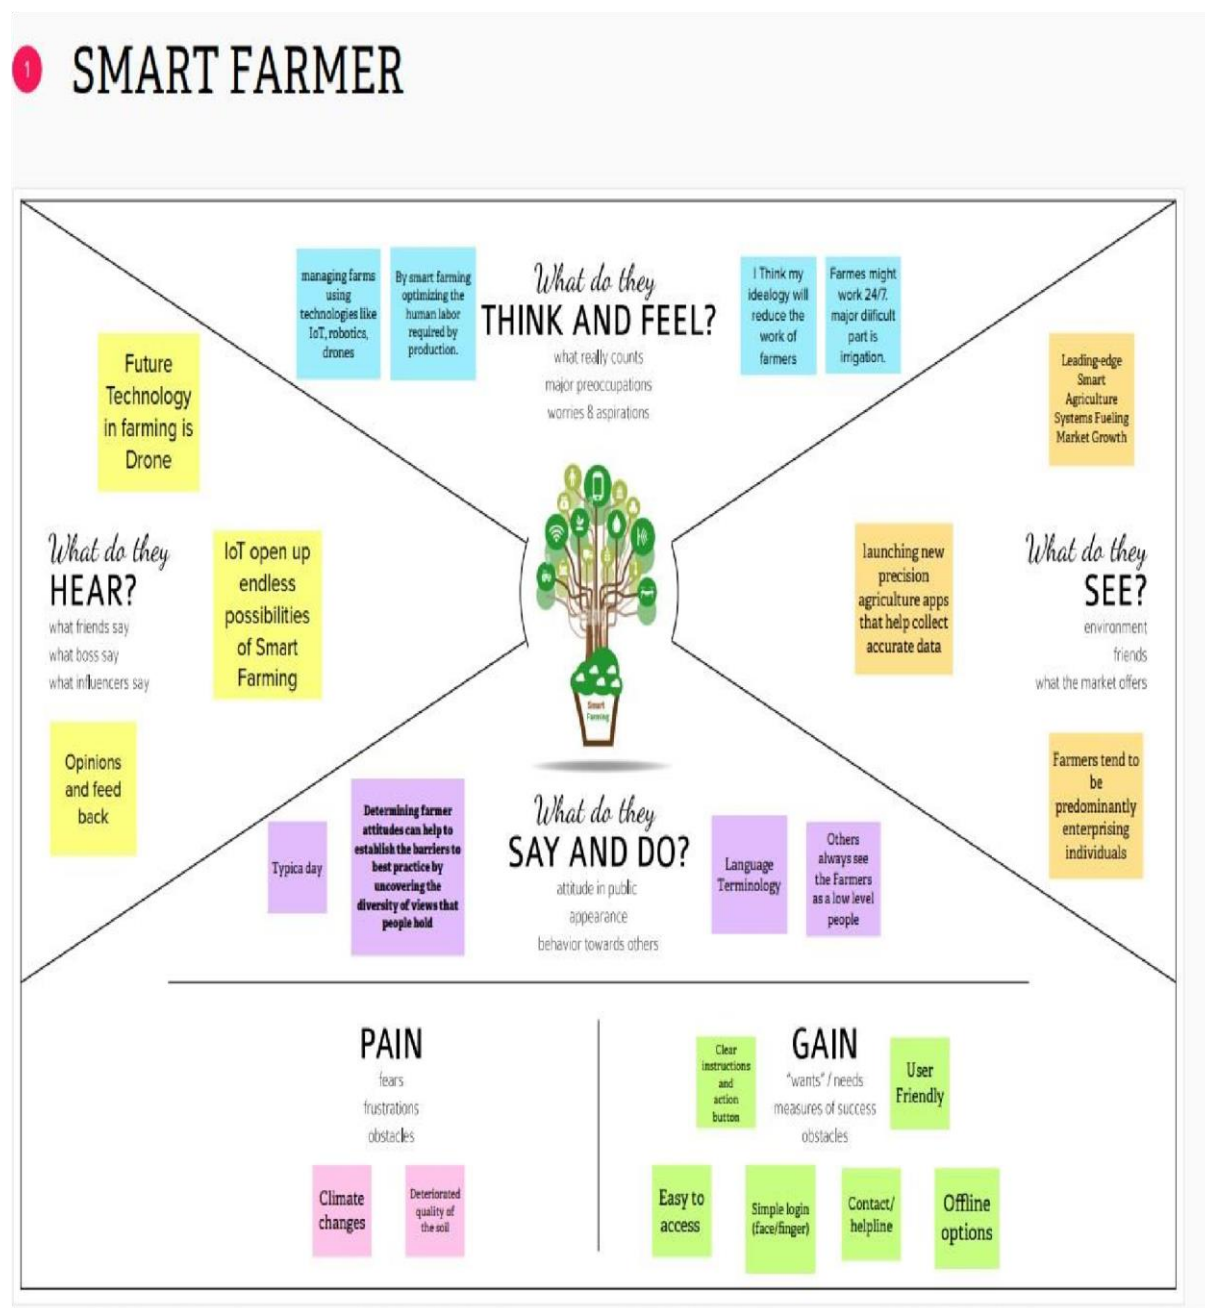 1
SMART FARMER
managing farms
using
technologies like
IoT, robotics,
drones
By smart farming
optimizing the
human labor
required by
production.
What do they
THINK AND FEEL?
what really counts
major preoccupations
worries & aspirations
I Think my
idealogy will
reduce the
work of
farmers
Farmes might
work 24/7.
major diificult
part is
irrigation.
Future
Technology
in farming is
Drone
What do they
HEAR?
what friends say
what boss say
what influencers say
IoT open up
endless
possibilities
of Smart
Farming
Opinions
and feed
back
Smart
Farming
Leading-edge
Smart
Agriculture
Systems Fueling
Market Growth
launching new
precision
agriculture apps
that help collect
accurate data
What do they
SEE?
environment
friends
what the market offers
Farmers tend to
be
predominantly
enterprising
individuals
Typica day
Determining farmer
attitudes can help to
establish the barriers to
best practice by
uncovering the
diversity of views that
people hold
What do they
SAY AND DO?
attitude in public
appearance
behavior towards others
Language
Terminology
Others
always see
the Farmers
as a low level
people
PAIN
fears
frustrations
obstacles
Climate
changes
Deteriorated
quality of
the soil
Clear
instructions
and
action
button
GAIN
"wants" / needs
measures of success
obstacles
User
Friendly
Easy to
access
Simple login
(face/finger)
Contact/
helpline
Offline
options